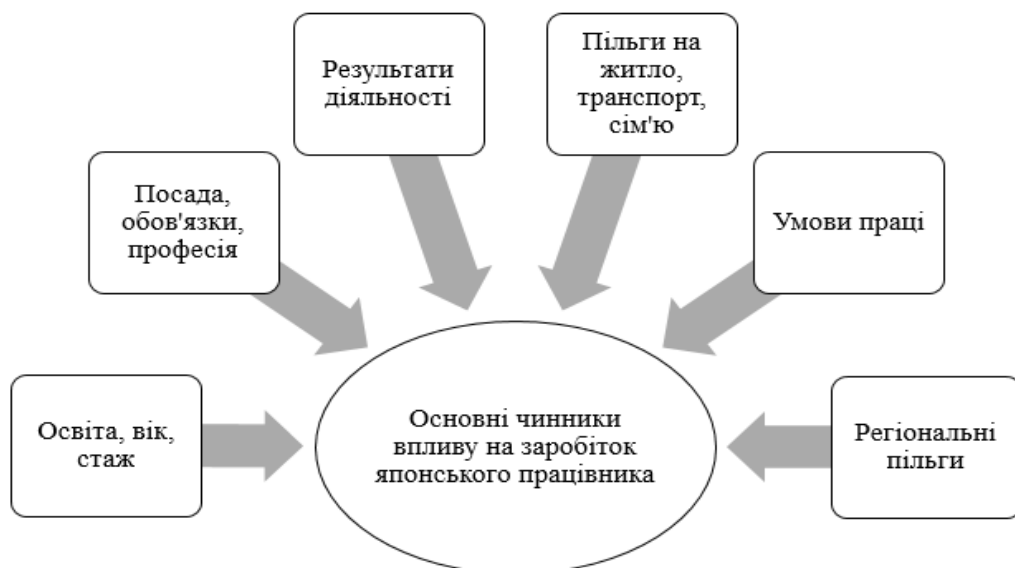 Результати
діяльності
Пільги на
житло,
транспорт,
сім'ю
Посада,
обов'язки,
професія
Умови праці
Освіта, вік,
стаж
Основні чинники
впливу на заробіток
японського працівника
Регіональні
пільги